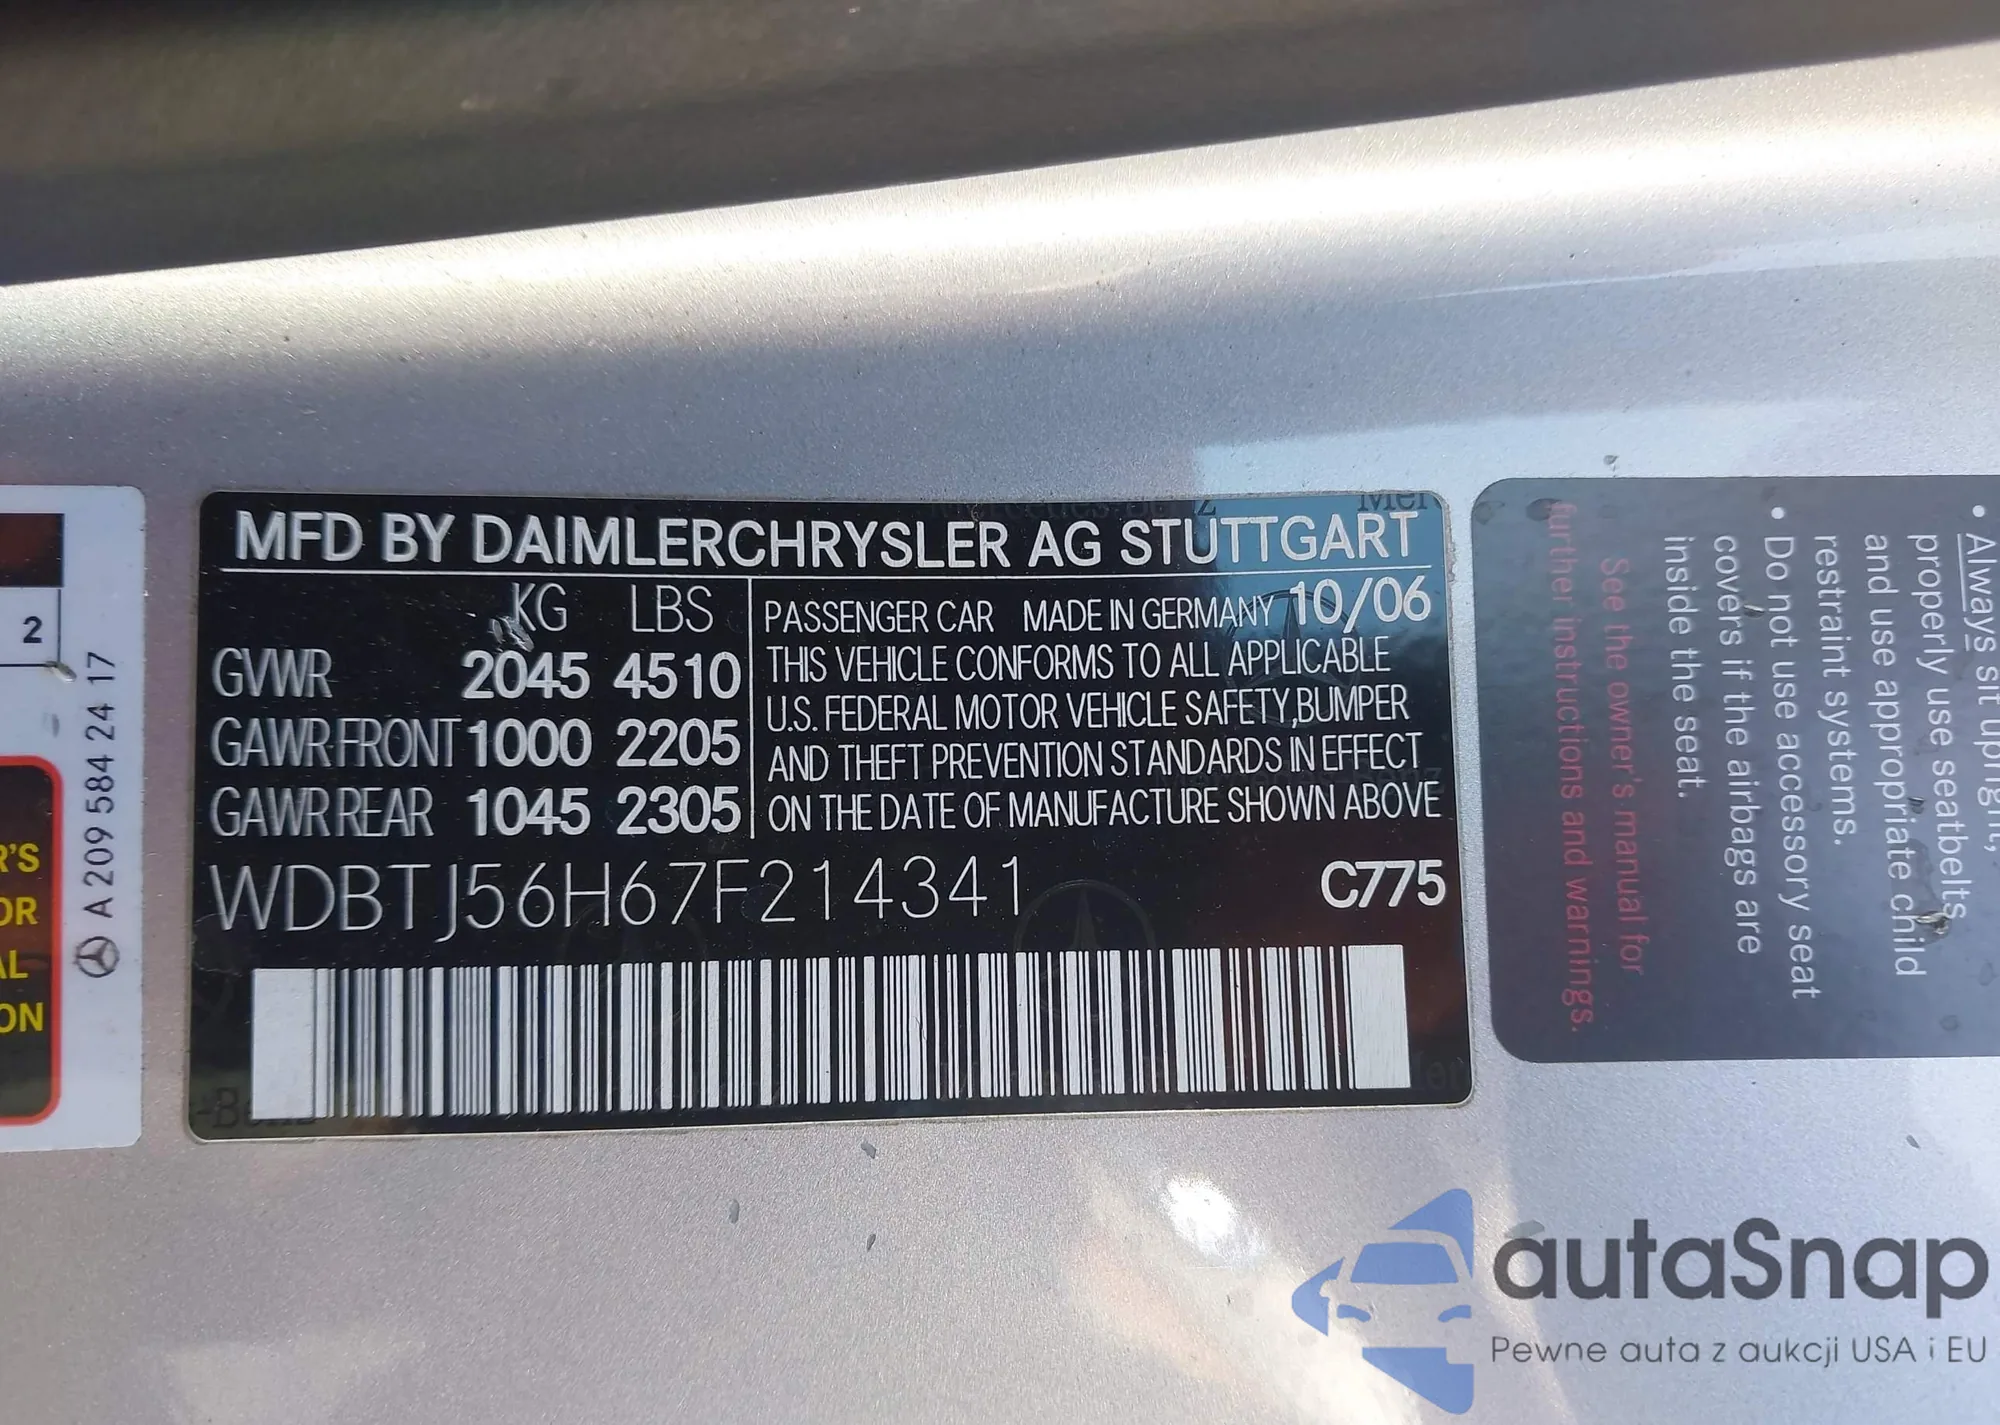 MFD BY DAIMLERCHRYSLER AG STUTTGART
KG LBS
GVWR 2045 4510
GAWR FRONT 1000 2205
GAWR REAR 1045 2305
PASSENGER CAR MADE IN GERMANY 10/06
THIS VEHICLE CONFORMS TO ALL APPLICABLE
U.S. FEDERAL MOTOR VEHICLE SAFETY,BUMPER
AND THEFT PREVENTION STANDARDS IN EFFECT
ON THE DATE OF MANUFACTURE SHOWN ABOVE
WDBTJ56H67F214341 C775
2
A 209 584 24 17
R'S
OR
AL
ON
• Always sit upright,
properly use seatbelts
and use appropriate child
restraint systems.
• Do not use accessory seat
covers if the airbags are
inside the seat.
See the owner's manual for
further instructions and warnings.
autaSnap
Pewne auta z aukcji USA i EU